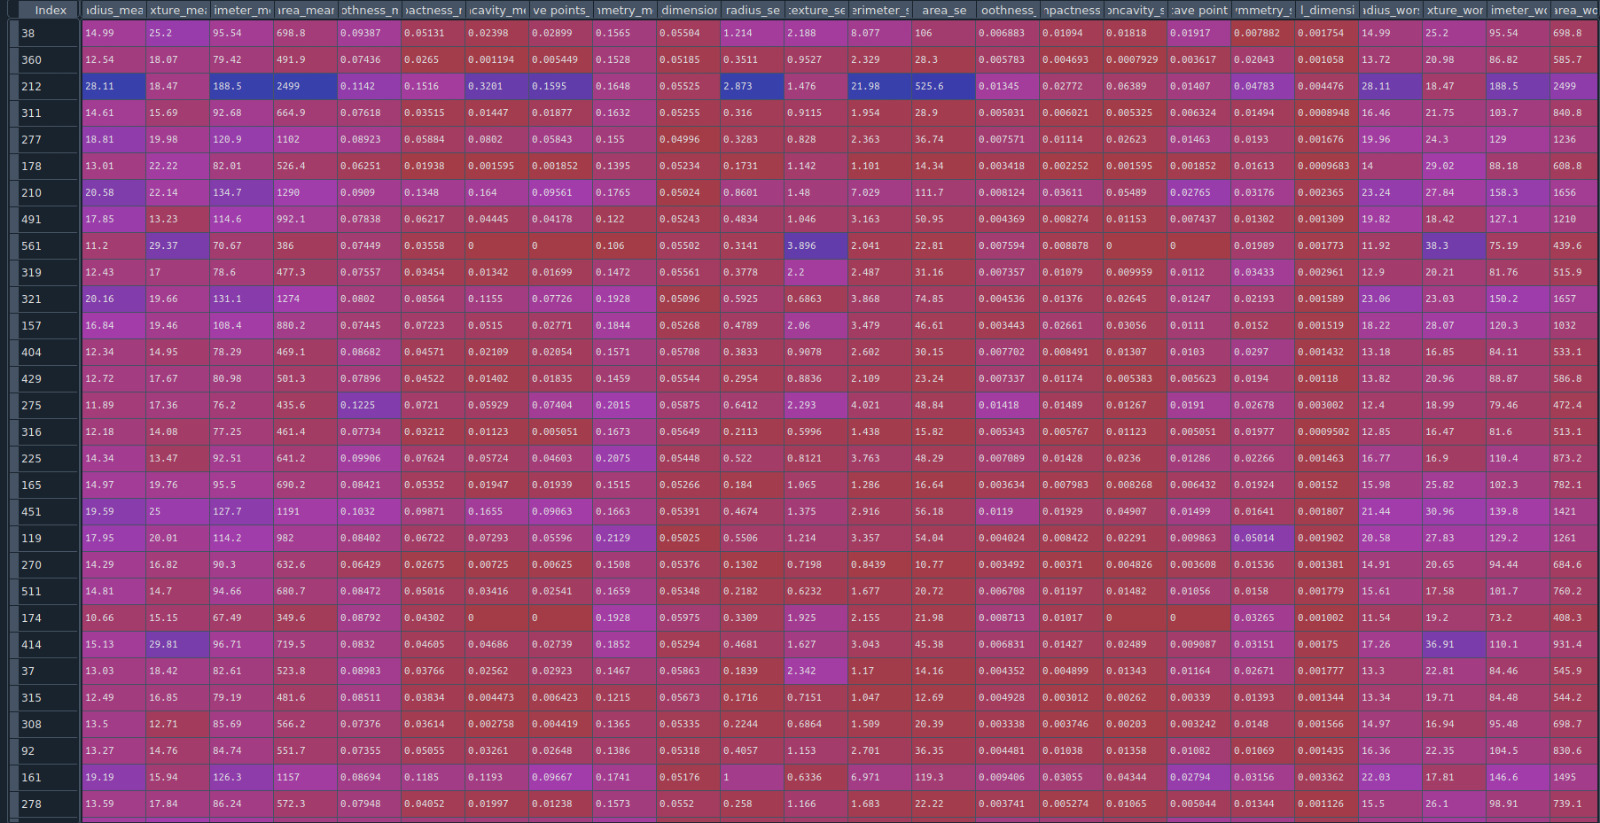 Index adius_mea xture_mea imeter_m area_mean othness_m pactness_r cavity_me ve points_ nmetry_m dimension radius_se texture_se erimeter_s area_se oothness_ npactness oncavity_s ave point mmetry_s l_dimensi adius_wor xture_wor imeter_wo area_wo
38 14.99 25.2 95.54 698.8 0.09387 0.05131 0.02398 0.02899 0.1565 0.05504 1.214 2.188 8.077 106 0.006883 0.01094 0.01818 0.01917 0.007882 0.001754 14.99 25.2 95.54 698.8
360 12.54 18.07 79.42 491.9 0.07436 0.0265 0.001194 0.005449 0.1528 0.05185 0.3511 0.9527 2.329 28.3 0.005783 0.004693 0.0007929 0.003617 0.02043 0.001058 13.72 20.98 86.82 585.7
212 28.11 18.47 188.5 2499 0.1142 0.1516 0.3201 0.1595 0.1648 0.05525 2.873 1.476 21.98 525.6 0.01345 0.02772 0.06389 0.01407 0.04783 0.004476 28.11 18.47 188.5 2499
311 14.61 15.69 92.68 664.9 0.07618 0.03515 0.01447 0.01877 0.1632 0.05255 0.316 0.9115 1.954 28.9 0.005031 0.006021 0.005325 0.006324 0.01494 0.0008948 16.46 21.75 103.7 840.8
277 18.81 19.98 120.9 1102 0.08923 0.05884 0.0802 0.05843 0.155 0.04996 0.3283 0.828 2.363 36.74 0.007571 0.01114 0.02623 0.01463 0.0193 0.001676 19.96 24.3 129 1236
178 13.01 22.22 82.01 526.4 0.06251 0.01938 0.001595 0.001852 0.1395 0.05234 0.1731 1.142 1.101 14.34 0.003418 0.002252 0.001595 0.001852 0.01613 0.0009683 14 29.02 88.18 608.8
210 20.58 22.14 134.7 1290 0.0909 0.1348 0.164 0.09561 0.1765 0.05024 0.8601 1.48 7.029 111.7 0.008124 0.03611 0.05489 0.02765 0.03176 0.002365 23.24 27.84 158.3 1656
491 17.85 13.23 114.6 992.1 0.07838 0.06217 0.04445 0.04178 0.122 0.05243 0.4834 1.046 3.163 50.95 0.004369 0.008274 0.01153 0.007437 0.01302 0.001309 19.82 18.42 127.1 1210
561 11.2 29.37 70.67 386 0.07449 0.03558 0 0 0.106 0.05502 0.3141 3.896 2.041 22.81 0.007594 0.008878 0 0 0.01989 0.001773 11.92 38.3 75.19 439.6
319 12.43 17 78.6 477.3 0.07557 0.03454 0.01342 0.01699 0.1472 0.05561 0.3778 2.2 2.487 31.16 0.007357 0.01079 0.009959 0.0112 0.03433 0.002961 12.9 20.21 81.76 515.9
321 20.16 19.66 131.1 1274 0.0802 0.08564 0.1155 0.07726 0.1928 0.05096 0.5925 0.6863 3.868 74.85 0.004536 0.01376 0.02645 0.01247 0.02193 0.001589 23.06 23.03 150.2 1657
157 16.84 19.46 108.4 880.2 0.07445 0.07223 0.0515 0.02771 0.1844 0.05268 0.4789 2.06 3.479 46.61 0.003443 0.02661 0.03056 0.0111 0.0152 0.001519 18.22 28.07 120.3 1032
404 12.34 14.95 78.29 469.1 0.08682 0.04571 0.02109 0.02054 0.1571 0.05708 0.3833 0.9078 2.602 30.15 0.007702 0.008491 0.01307 0.0103 0.0297 0.001432 13.18 16.85 84.11 533.1
429 12.72 17.67 80.98 501.3 0.07896 0.04522 0.01402 0.01835 0.1459 0.05544 0.2954 0.8836 2.109 23.24 0.007337 0.01174 0.005383 0.005623 0.0194 0.00118 13.82 20.96 88.87 586.8
275 11.89 17.36 76.2 435.6 0.1225 0.0721 0.05929 0.07404 0.2015 0.05875 0.6412 2.293 4.021 48.84 0.01418 0.01489 0.01267 0.0191 0.02678 0.003002 12.4 18.99 79.46 472.4
316 12.18 14.08 77.25 461.4 0.07734 0.03212 0.01123 0.005051 0.1673 0.05649 0.2113 0.5996 1.438 15.82 0.005343 0.005767 0.01123 0.005051 0.01977 0.0009502 12.85 16.47 81.6 513.1
225 14.34 13.47 92.51 641.2 0.09906 0.07624 0.05724 0.04603 0.2075 0.05448 0.522 0.8121 3.763 48.29 0.007089 0.01428 0.0236 0.01286 0.02266 0.001463 16.77 16.9 110.4 873.2
165 14.97 19.76 95.5 690.2 0.08421 0.05352 0.01947 0.01939 0.1515 0.05266 0.184 1.065 1.286 16.64 0.003634 0.007983 0.008268 0.006432 0.01924 0.00152 15.98 25.82 102.3 782.1
451 19.59 25 127.7 1191 0.1032 0.09871 0.1655 0.09063 0.1663 0.05391 0.4674 1.375 2.916 56.18 0.0119 0.01929 0.04907 0.01499 0.01641 0.001807 21.44 30.96 139.8 1421
119 17.95 20.01 114.2 982 0.08402 0.06722 0.07293 0.05596 0.2129 0.05025 0.5506 1.214 3.357 54.04 0.004024 0.008422 0.02291 0.009863 0.05014 0.001902 20.58 27.83 129.2 1261
270 14.29 16.82 90.3 632.6 0.06429 0.02675 0.00725 0.00625 0.1508 0.05376 0.1302 0.7198 0.8439 10.77 0.003492 0.00371 0.004826 0.003608 0.01536 0.001381 14.91 20.65 94.44 684.6
511 14.81 14.7 94.66 680.7 0.08472 0.05016 0.03416 0.02541 0.1659 0.05348 0.2182 0.6232 1.677 20.72 0.006708 0.01197 0.01482 0.01056 0.0158 0.001779 15.61 17.58 101.7 760.2
174 10.66 15.15 67.49 349.6 0.08792 0.04302 0 0 0.1928 0.05975 0.3309 1.925 2.155 21.98 0.008713 0.01017 0 0 0.03265 0.001002 11.54 19.2 73.2 408.3
414 15.13 29.81 96.71 719.5 0.0832 0.04605 0.04686 0.02739 0.1852 0.05294 0.4681 1.627 3.043 45.38 0.006831 0.01427 0.02489 0.009087 0.03151 0.00175 17.26 36.91 110.1 931.4
37 13.03 18.42 82.61 523.8 0.08983 0.03766 0.02562 0.02923 0.1467 0.05863 0.1839 2.342 1.17 14.16 0.004352 0.004899 0.01343 0.01164 0.02671 0.001777 13.3 22.81 84.46 545.9
315 12.49 16.85 79.19 481.6 0.08511 0.03834 0.004473 0.006423 0.1215 0.05673 0.1716 0.7151 1.047 12.69 0.004928 0.003012 0.00262 0.00339 0.01393 0.001344 13.34 19.71 84.48 544.2
308 13.5 12.71 85.69 566.2 0.07376 0.03614 0.002758 0.004419 0.1365 0.05335 0.2244 0.6864 1.509 20.39 0.003338 0.003746 0.00203 0.003242 0.0148 0.001566 14.97 16.94 95.48 698.7
92 13.27 14.76 84.74 551.7 0.07355 0.05055 0.03261 0.02648 0.1386 0.05318 0.4057 1.153 2.701 36.35 0.004481 0.01038 0.01358 0.01082 0.01069 0.001435 16.36 22.35 104.5 830.6
161 19.19 15.94 126.3 1157 0.08694 0.1185 0.1193 0.09667 0.1741 0.05176 1 0.6336 6.971 119.3 0.009406 0.03055 0.04344 0.02794 0.03156 0.003362 22.03 17.81 146.6 1495
278 13.59 17.84 86.24 572.3 0.07948 0.04052 0.01997 0.01238 0.1573 0.0552 0.258 1.166 1.683 22.22 0.003741 0.005274 0.01065 0.005044 0.01344 0.001126 15.5 26.1 98.91 739.1